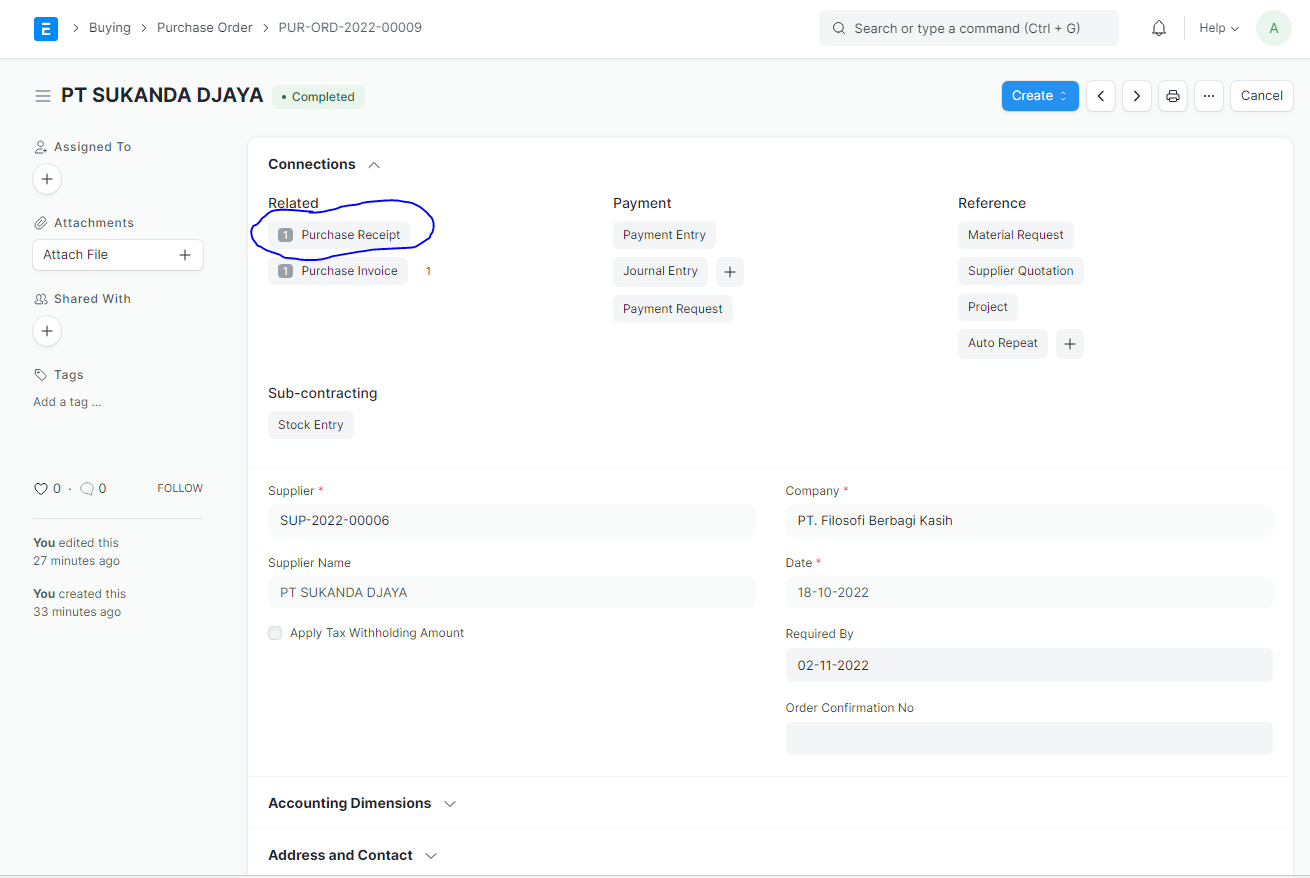 E Buying Purchase Order PUR-ORD-2022-00009 Search or type a command (Ctrl + G) Help A
PT SUKANDA DJAYA • Completed Create Cancel
Assigned To
Attachments
Attach File
Shared With
Tags
Add a tag ...
0 · 0 FOLLOW
You edited this
27 minutes ago
You created this
33 minutes ago
Connections
Related
1 Purchase Receipt
1 Purchase Invoice 1
Payment
Payment Entry
Journal Entry +
Payment Request
Reference
Material Request
Supplier Quotation
Project
Auto Repeat +
Sub-contracting
Stock Entry
Supplier *
SUP-2022-00006
Supplier Name
PT SUKANDA DJAYA
Apply Tax Withholding Amount
Company *
PT. Filosofi Berbagi Kasih
Date *
18-10-2022
Required By
02-11-2022
Order Confirmation No
Accounting Dimensions
Address and Contact